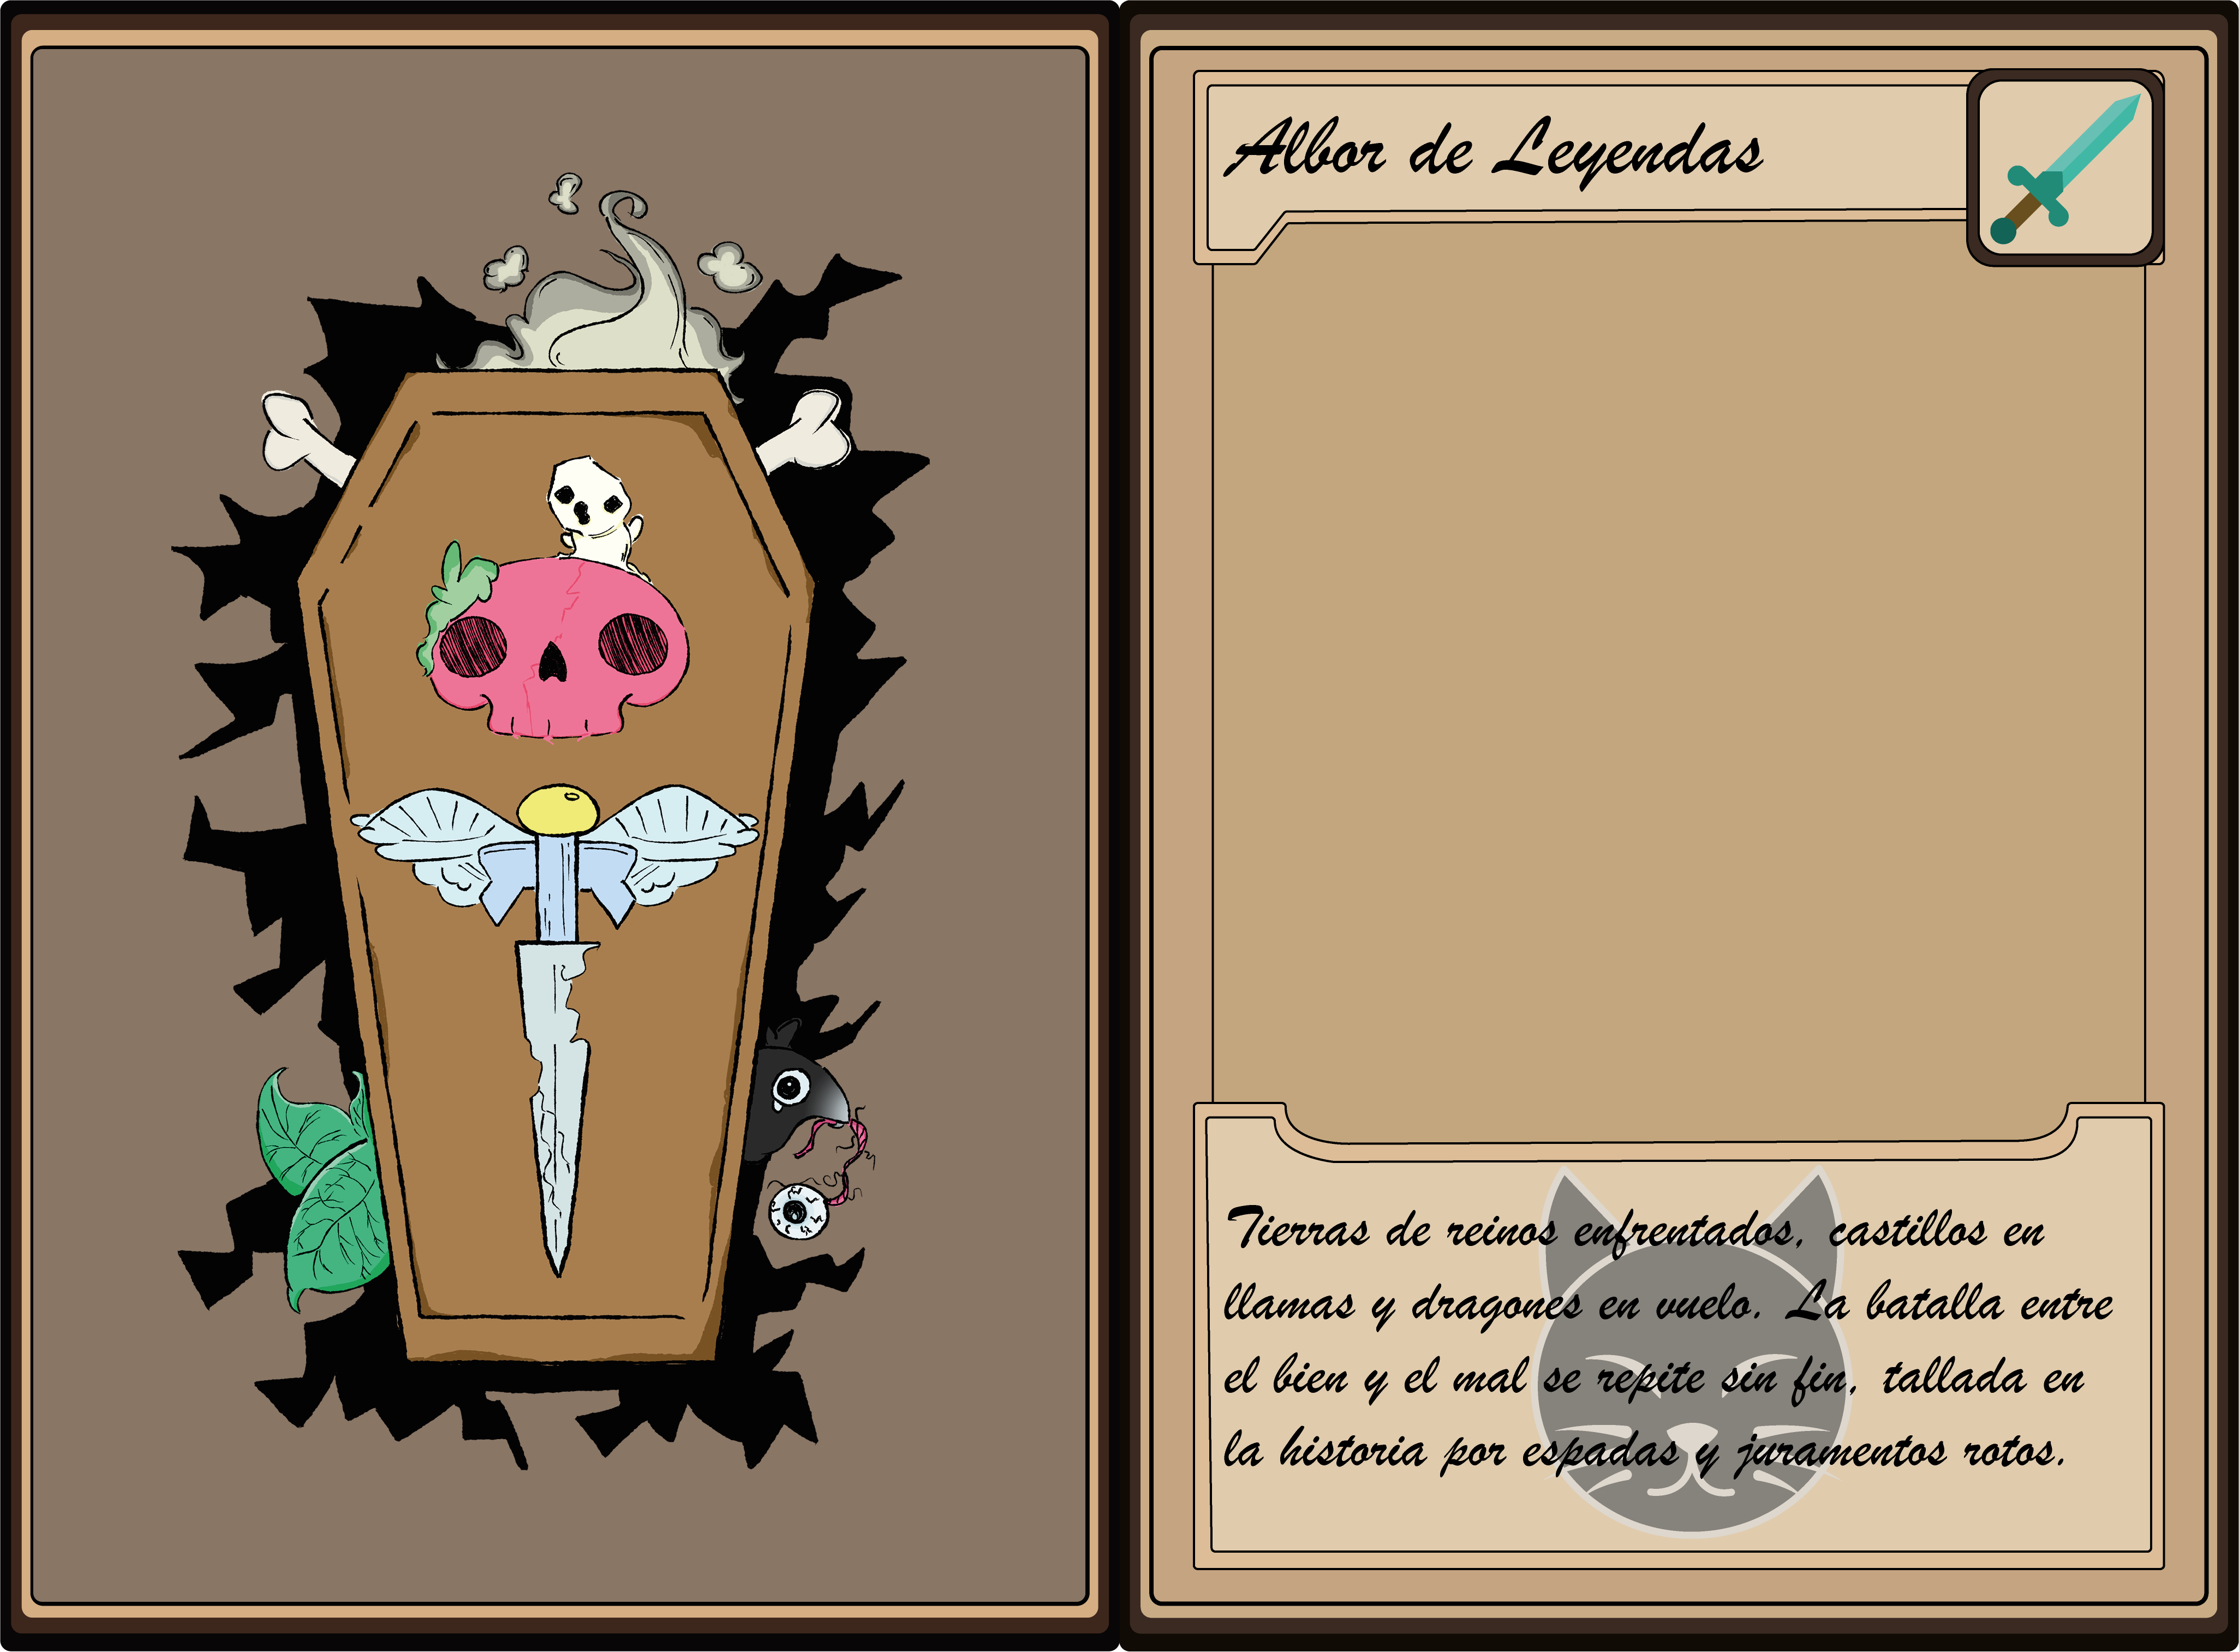 Albor de Leyendas
Tierras de reinos enfrentados, castillos en
llamas y dragones en vuelo. La batalla entre
el bien y el mal se repite sin fin, tallada en
la historia por espadas y juramentos rotos.